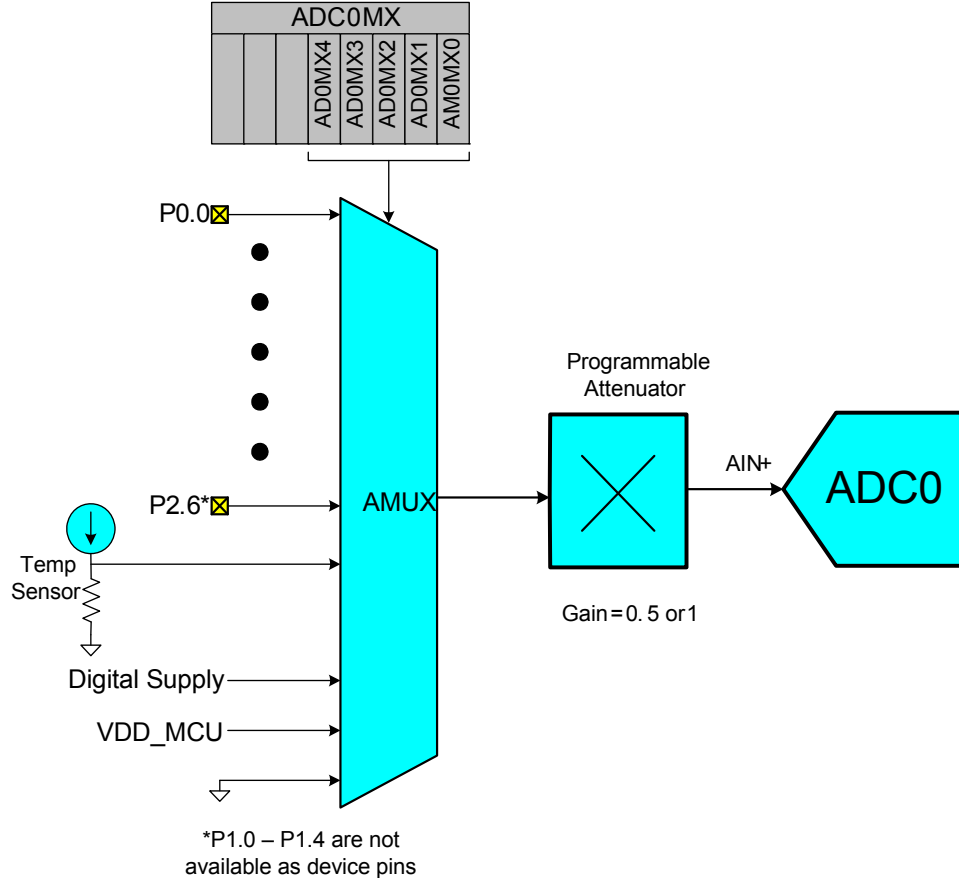 ADC0MX
AD0MX4
AD0MX3
AD0MX2
AD0MX1
AM0MX0
P0.0
Programmable
Attenuator
AIN+
ADC0
P2.6*
AMUX
Temp
Sensor
Gain=0. 5 or1
Digital Supply
VDD_MCU
*P1.0 – P1.4 are not
available as device pins